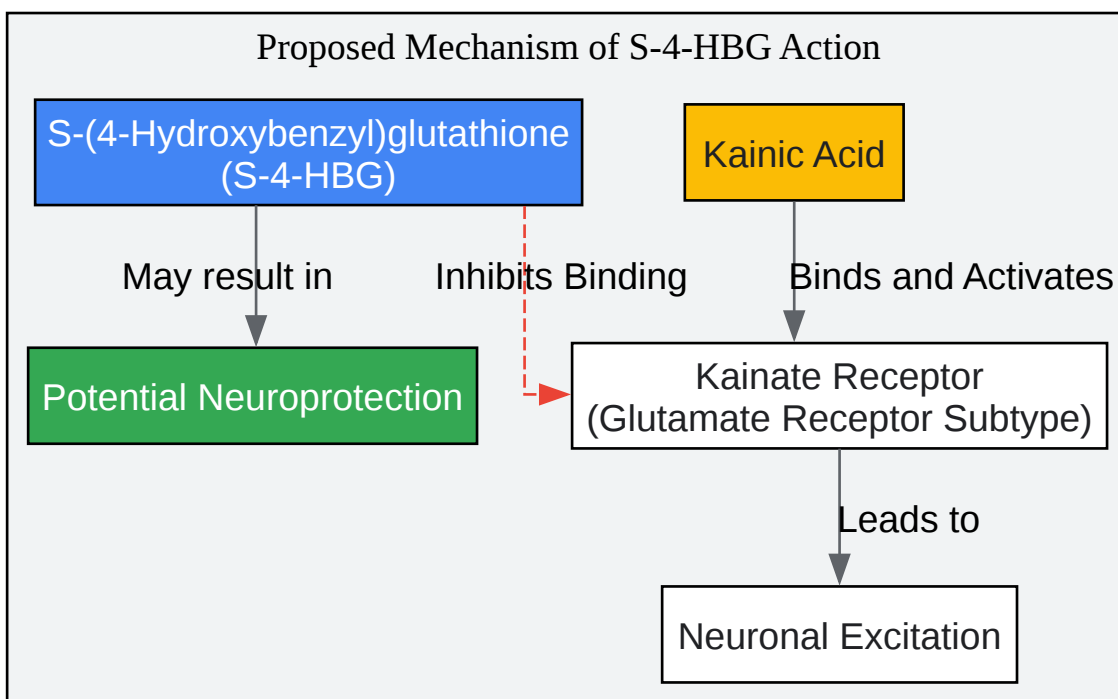 Proposed Mechanism of S-4-HBG Action
S-(4-Hydroxybenzyl)glutathione
(S-4-HBG)
Kainic Acid
May result in
Inhibits Binding
Binds and Activates
Potential Neuroprotection
Kainate Receptor
(Glutamate Receptor Subtype)
Leads to
Neuronal Excitation